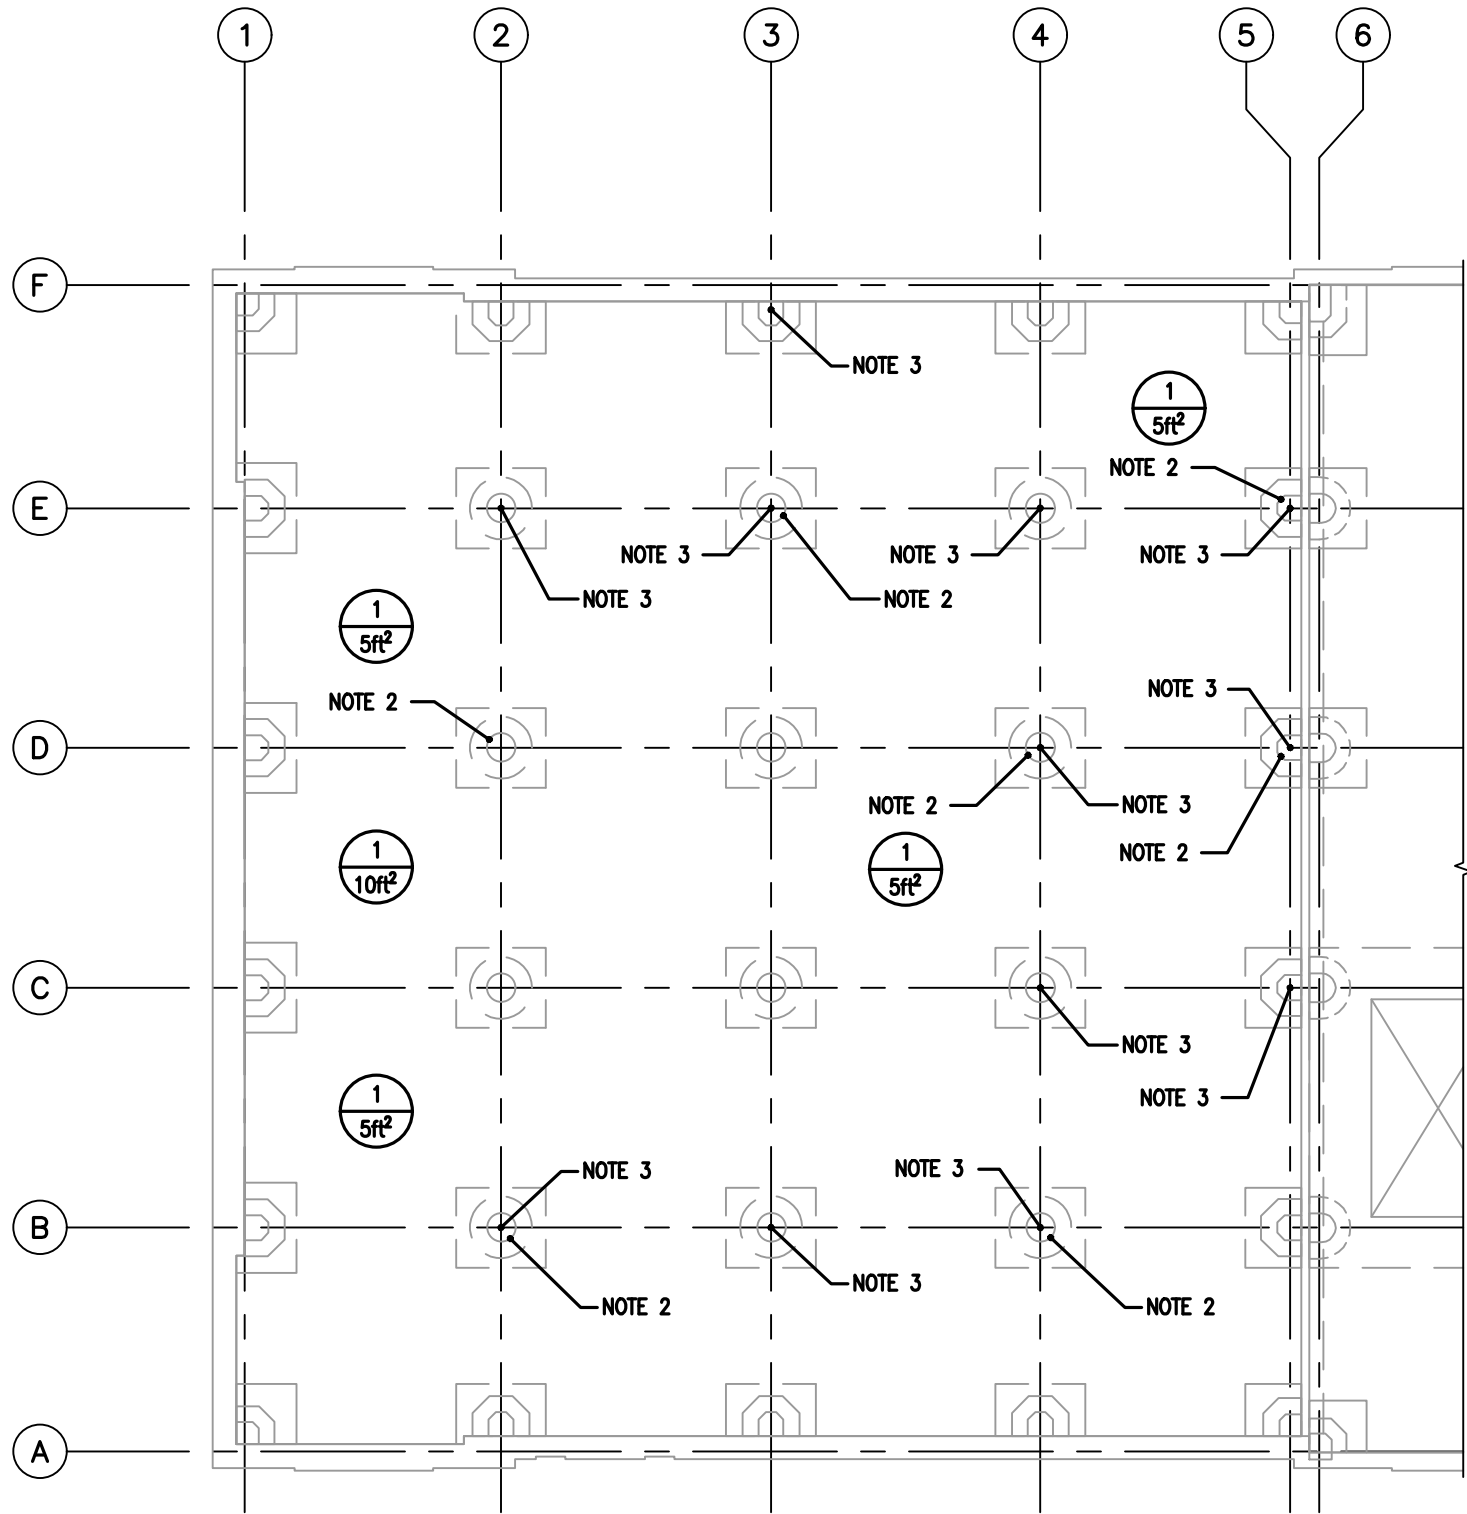 1 2 3 4 5 6
F
NOTE 3
1
5ft²
NOTE 2
E
NOTE 3 NOTE 3 NOTE 3
NOTE 3 NOTE 2
1
5ft²
NOTE 3
NOTE 2
D
NOTE 2 NOTE 3
1
10ft²
1
5ft²
NOTE 2
C
NOTE 3
NOTE 3
1
5ft²
NOTE 3 NOTE 3
B
NOTE 3
NOTE 2 NOTE 2
A